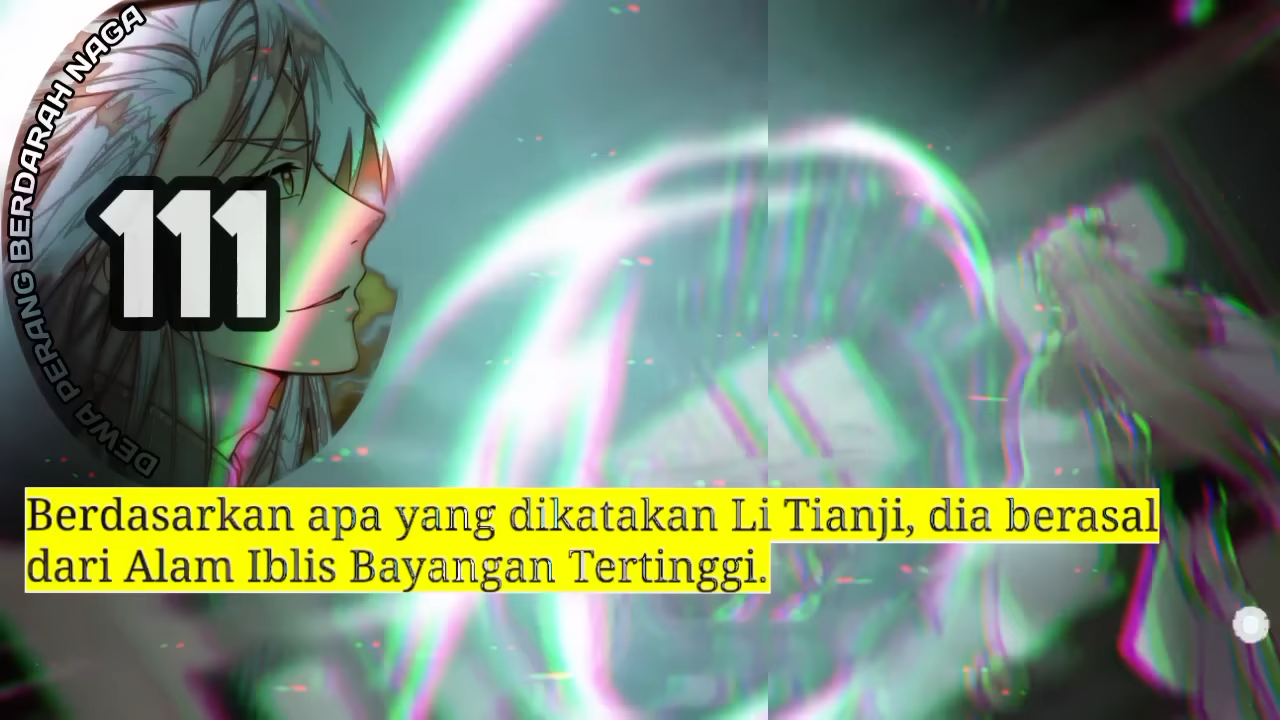 DEWA PERANG BERDARAH NAGA
111
Berdasarkan apa yang dikatakan Li Tianji, dia berasal
dari Alam Iblis Bayangan Tertinggi.